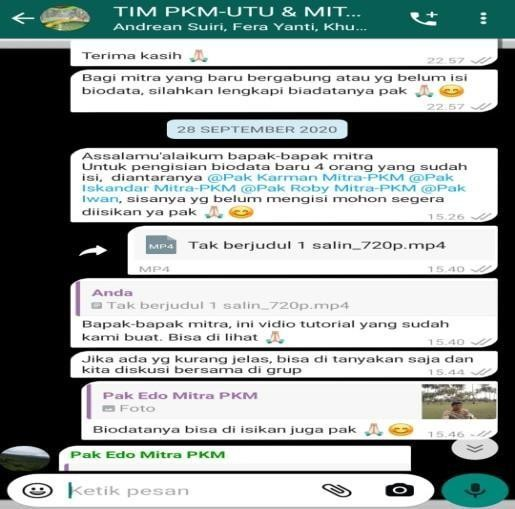 TIM PKM-UTU & MIT...
Andrean Suiri, Fera Yanti, Khu...
Terima kasih 🙏
22.57
Bagi mitra yang baru bergabung atau yg belum isi
biodata, silahkan lengkapi biadatanya pak 🙏 😊
22.57
28 SEPTEMBER 2020
Assalamu'alaikum bapak-bapak mitra
Untuk pengisian biodata baru 4 orang yang sudah
isi, diantaranya @Pak Karman Mitra-PKM @Pak
Iskandar Mitra-PKM @Pak Roby Mitra-PKM @Pak
Iwan, sisanya yg belum mengisi mohon segera
diisikan ya pak 🙏 😊
15.26
MP4
Tak berjudul 1 salin_720p.mp4
MP4
15.40
Anda
Tak berjudul 1 salin_720p.mp4
Bapak-bapak mitra, ini vidio tutorial yang sudah
kami buat. Bisa di lihat 🙏
15.40
Jika ada yg kurang jelas, bisa di tanyakan saja dan
kita diskusi bersama di grup
15.44
Pak Edo Mitra PKM
Foto
Biodatanya bisa di isikan juga pak 🙏 😊
15.46
Pak Edo Mitra PKM
Ketik pesan